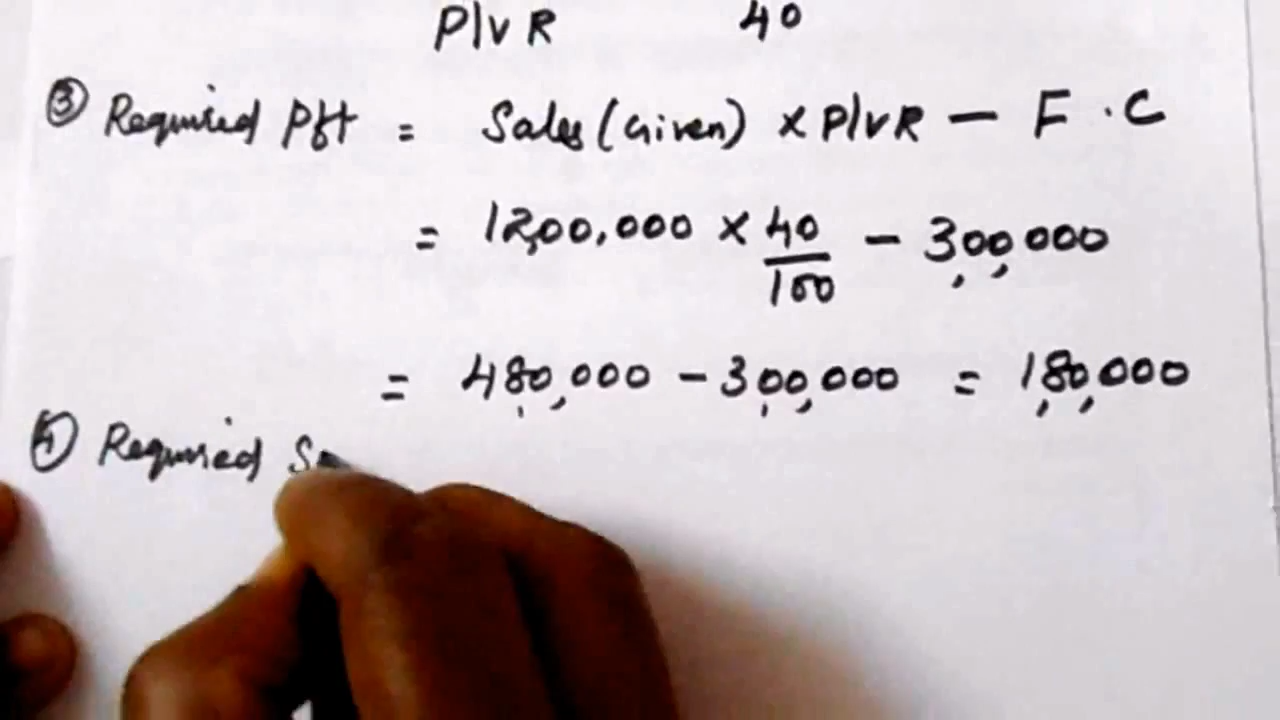 P/V R 40
③ Required Pft = Sales (Given) × P/V R — F.C
= 12,00,000 × 40/100 — 3,00,000
= 4,80,000 — 3,00,000 = 1,80,000
④ Required S